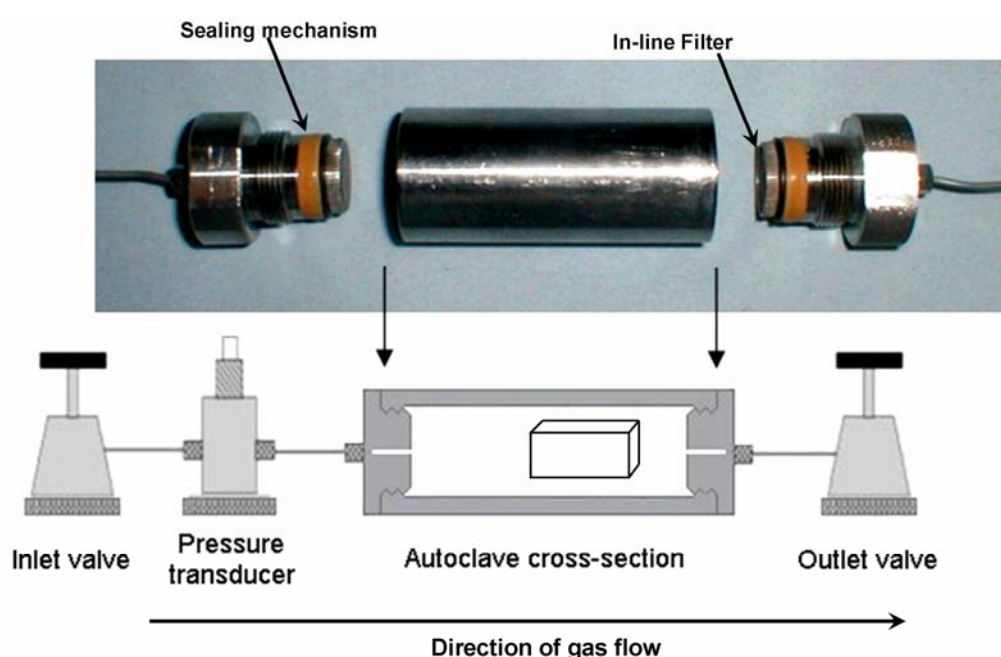 Sealing mechanism
In-line Filter
Inlet valve
Pressure
transducer
Autoclave cross-section
Outlet valve
Direction of gas flow